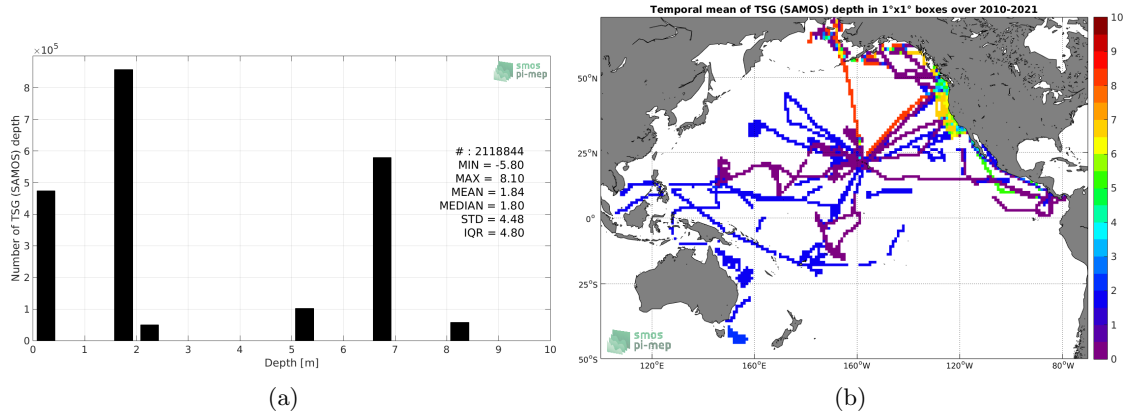 ×10⁵
9
8
7
6
5
4
3
2
1
0
Number of TSG (SAMOS) depth
0 1 2 3 4 5 6 7 8 9 10
Depth [m]
smos
pi-mep
# : 2118844
MIN = -5.80
MAX = 8.10
MEAN = 1.84
MEDIAN = 1.80
STD = 4.48
IQR = 4.80
(a)
Temporal mean of TSG (SAMOS) depth in 1°x1° boxes over 2010-2021
50°N
25°N
0°
25°S
50°S
120°E 160°E 160°W 120°W 80°W
smos
pi-mep
10
9
8
7
6
5
4
3
2
1
0
(b)